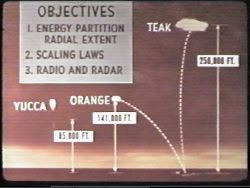 OBJECTIVES
1. ENERGY PARTITION
RADIAL EXTENT
2. SCALING LAWS
3. RADIO AND RADAR
TEAK
250,000 FT.
YUCCA
ORANGE
141,000 FT.
85,000 FT.